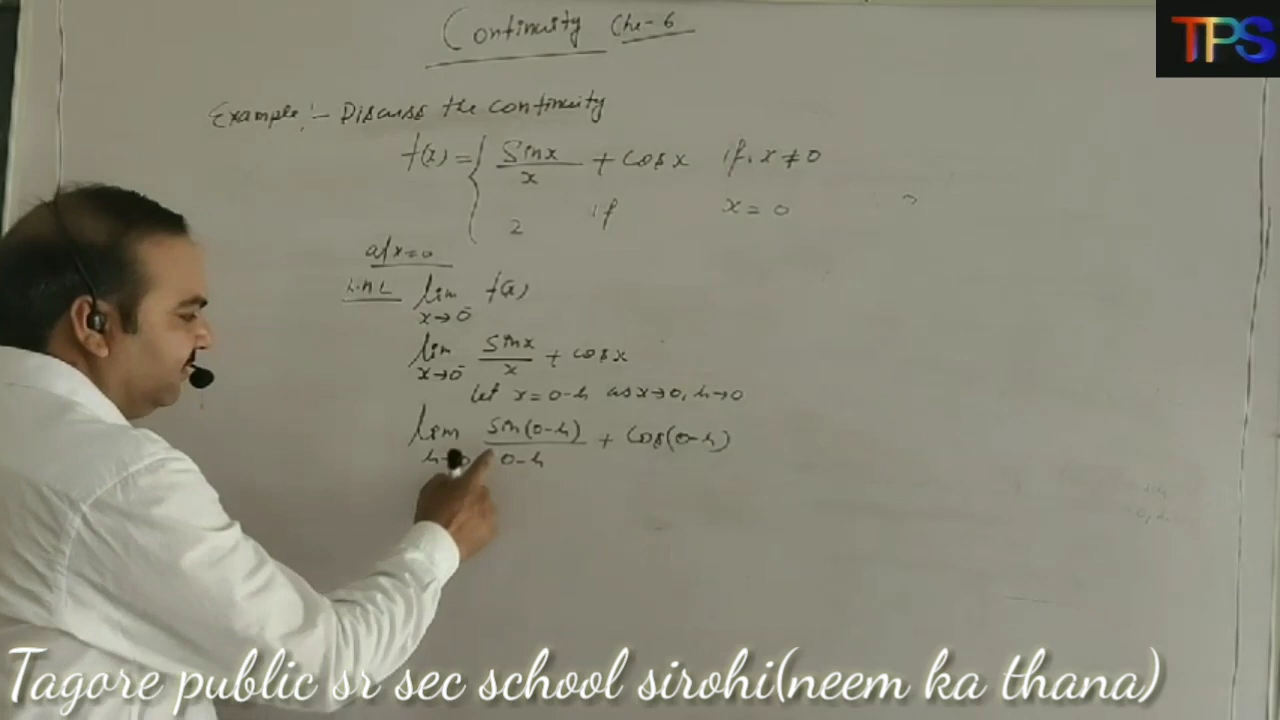 Continuity Ch-6
TPS
Example:- Discuss the continuity
f(x) = { sinx/x + cosx if x ≠ 0
2 if x = 0
at x=0
L.H.L lim x→0⁻ f(x)
lim x→0⁻ sinx/x + cosx
let x = 0-h as x→0, h→0
lim h→0 sin(0-h)/0-h + cos(0-h)
Tagore public sr sec school sirohi(neem ka thana)